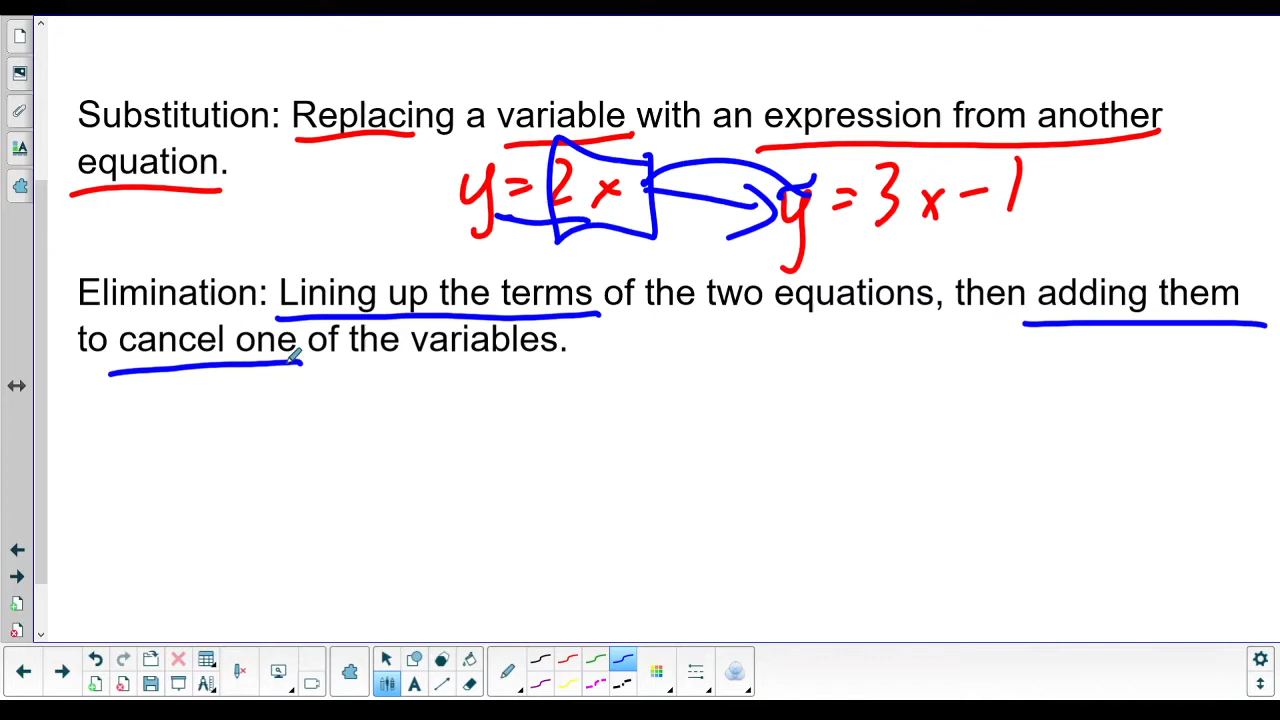 Substitution: Replacing a variable with an expression from another
equation.
y = 2x y = 3x - 1
Elimination: Lining up the terms of the two equations, then adding them
to cancel one of the variables.